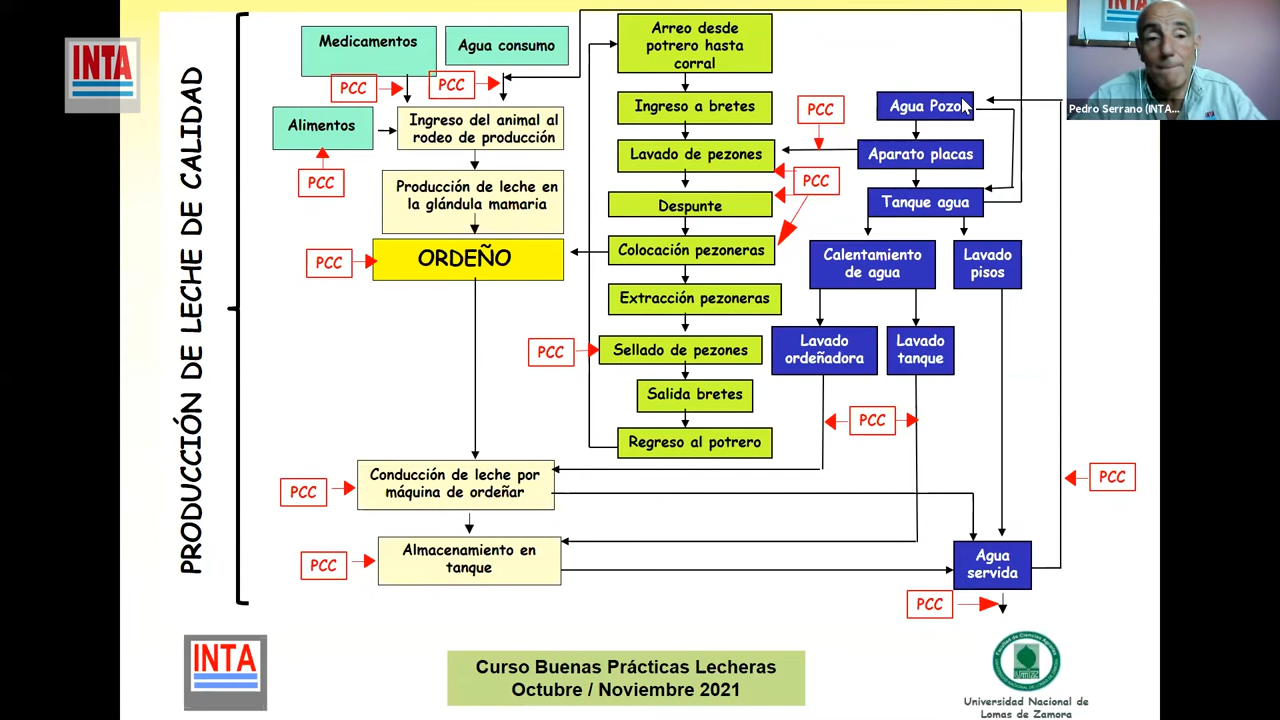 INTA
PRODUCCIÓN DE LECHE DE CALIDAD
Medicamentos
Agua consumo
PCC
PCC
Alimentos
PCC
Ingreso del animal al
rodeo de producción
Producción de leche en
la glándula mamaria
PCC
ORDEÑO
PCC
Conducción de leche por
máquina de ordeñar
PCC
Almacenamiento en
tanque
Arreo desde
potrero hasta
corral
Ingreso a bretes
Lavado de pezones
Despunte
Colocación pezoneras
Extracción pezoneras
PCC
Sellado de pezones
Salida bretes
Regreso al potrero
PCC
PCC
Agua Pozo
Aparato placas
Tanque agua
Calentamiento
de agua
Lavado
pisos
Lavado
ordeñadora
Lavado
tanque
PCC
PCC
Agua
servida
PCC
Pedro Serrano (INTA...
INTA
Curso Buenas Prácticas Lecheras
Octubre / Noviembre 2021
Universidad Nacional de
Lomas de Zamora